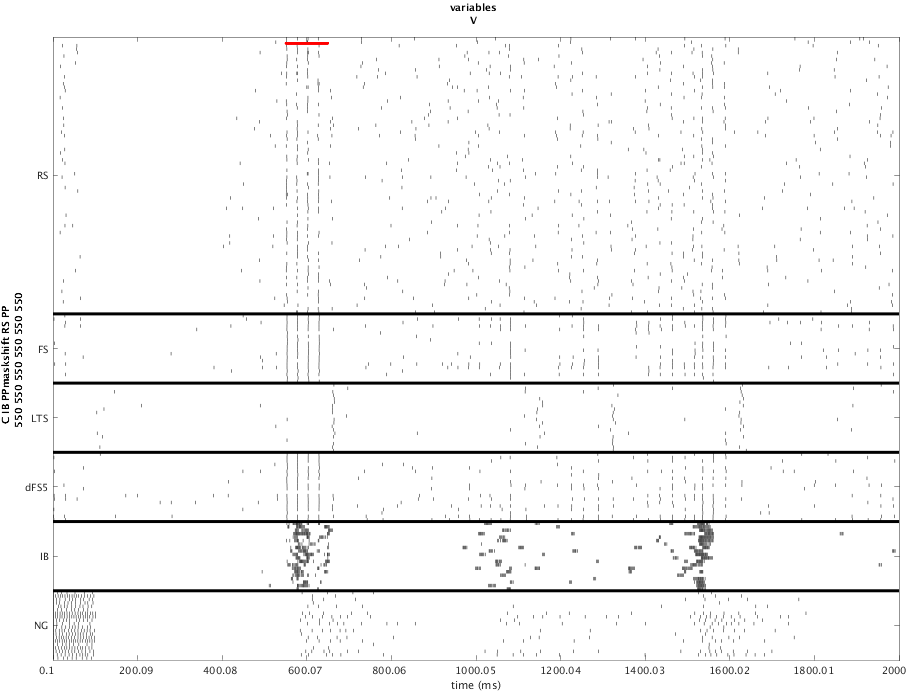 variables
V
C IB PPmaskshift RS PP
550 550 550 550 550 550 550
RS
FS
LTS
dFS5
IB
NG
0.1 200.09 400.08 600.07 800.06 1000.05 1200.04 1400.03 1600.02 1800.01 2000
time (ms)